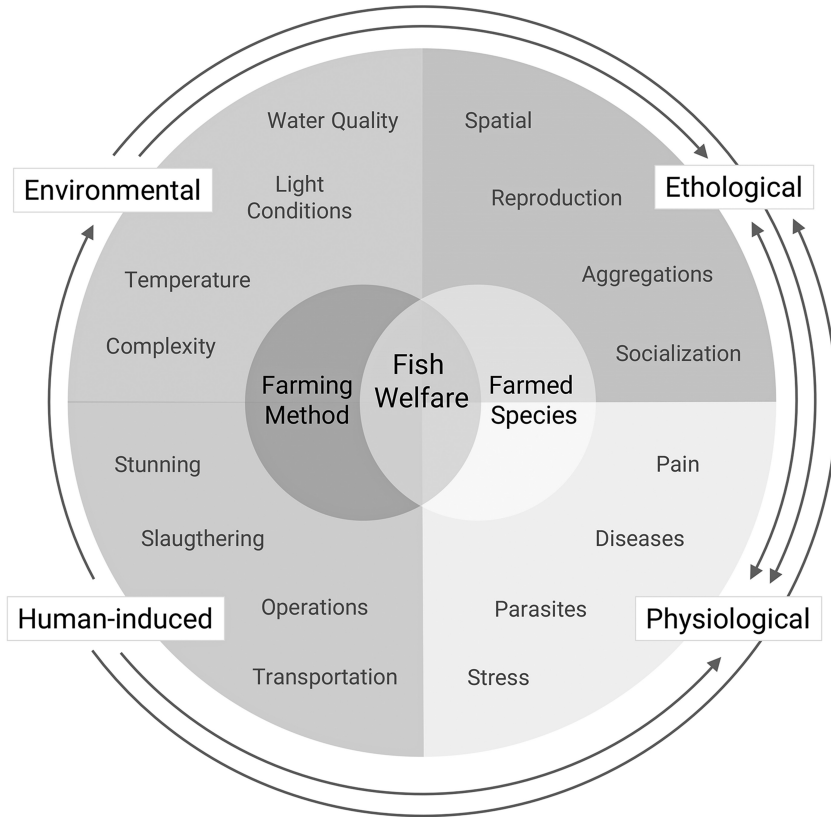 Water Quality
Spatial
Environmental
Ethological
Light
Conditions
Reproduction
Temperature
Aggregations
Complexity
Socialization
Farming
Method
Fish
Welfare
Farmed
Species
Stunning
Pain
Slaugthering
Diseases
Human-induced
Operations
Parasites
Physiological
Transportation
Stress